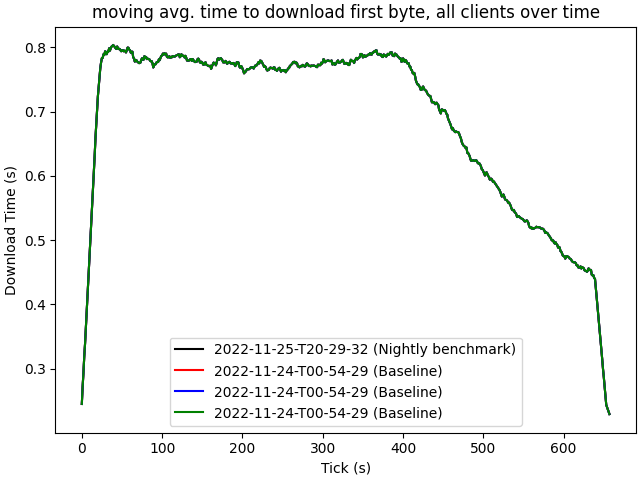 moving avg. time to download first byte, all clients over time
0.8
0.7
0.6
0.5
0.4
0.3
Download Time (s)
2022-11-25-T20-29-32 (Nightly benchmark)
2022-11-24-T00-54-29 (Baseline)
2022-11-24-T00-54-29 (Baseline)
2022-11-24-T00-54-29 (Baseline)
0 100 200 300 400 500 600
Tick (s)